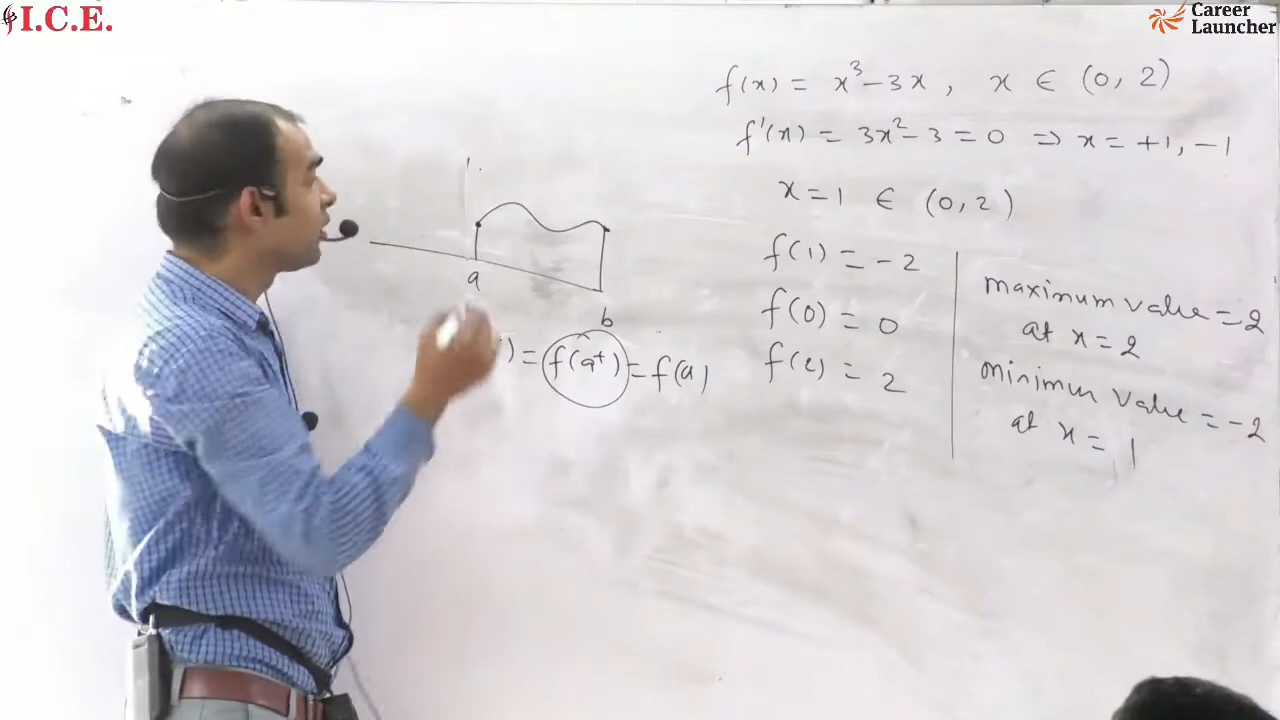 I.C.E.
Career
Launcher
f(x) = x³-3x , x ∈ (0, 2)
f'(x) = 3x²-3 = 0 ⇒ x = +1, -1
x=1 ∈ (0,2)
a
b
) = f(a⁺) = f(a)
f(1) = -2
f(0) = 0
f(2) = 2
maximum value = 2
at x = 2
minimum value = -2
at x = 1